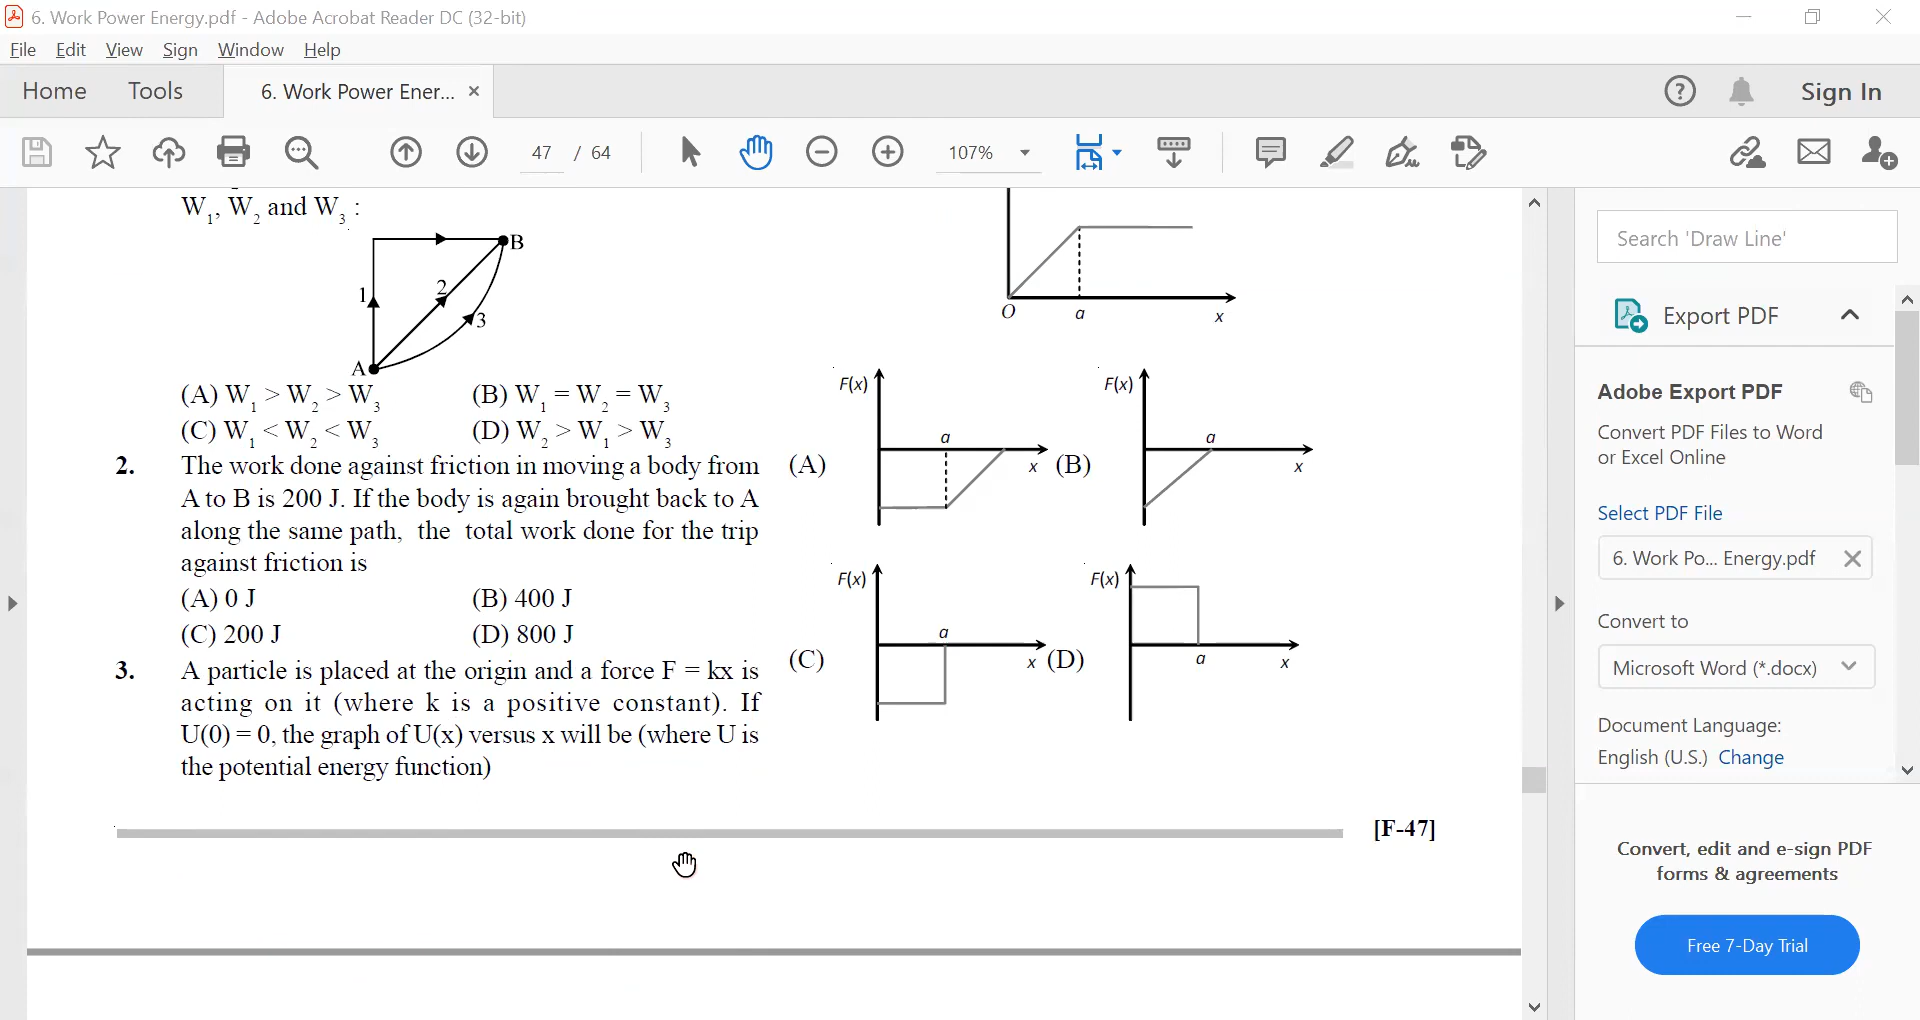 6. Work Power Energy.pdf - Adobe Acrobat Reader DC (32-bit)
File Edit View Sign Window Help
Home Tools 6. Work Power Ener... × Sign In
47 / 64 107%
W1, W2 and W3 :
B
1
2
3
A
(A) W1 > W2 > W3 (B) W1 = W2 = W3
(C) W1 < W2 < W3 (D) W2 > W1 > W3
2. The work done against friction in moving a body from
A to B is 200 J. If the body is again brought back to A
along the same path, the total work done for the trip
against friction is
(A) 0 J (B) 400 J
(C) 200 J (D) 800 J
3. A particle is placed at the origin and a force F = kx is
acting on it (where k is a positive constant). If
U(0) = 0, the graph of U(x) versus x will be (where U is
the potential energy function)
O a x
F(x) F(x)
a a
(A) x (B) x
F(x) F(x)
a
(C) x (D) a x
[F-47]
Search 'Draw Line'
Export PDF
Adobe Export PDF
Convert PDF Files to Word
or Excel Online
Select PDF File
6. Work Po... Energy.pdf
Convert to
Microsoft Word (*.docx)
Document Language:
English (U.S.) Change
Convert, edit and e-sign PDF
forms & agreements
Free 7-Day Trial